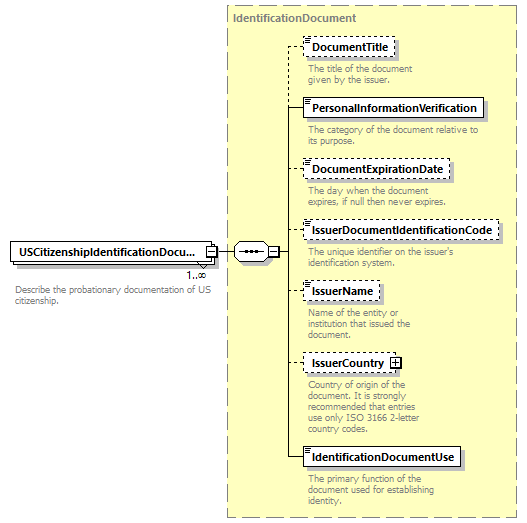 IdentificationDocument
DocumentTitle
The title of the document
given by the issuer.
PersonalInformationVerification
The category of the document relative to
its purpose.
DocumentExpirationDate
The day when the document
expires, if null then never expires.
IssuerDocumentIdentificationCode
The unique identifier on the issuer's
identification system.
USCitizenshipIdentificationDocu...
1..∞
Describe the probationary documentation of US
citizenship.
IssuerName
Name of the entity or
institution that issued the
document.
IssuerCountry
Country of origin of the
document. It is strongly
recommended that entries
use only ISO 3166 2-letter
country codes.
IdentificationDocumentUse
The primary function of the
document used for establishing
identity.